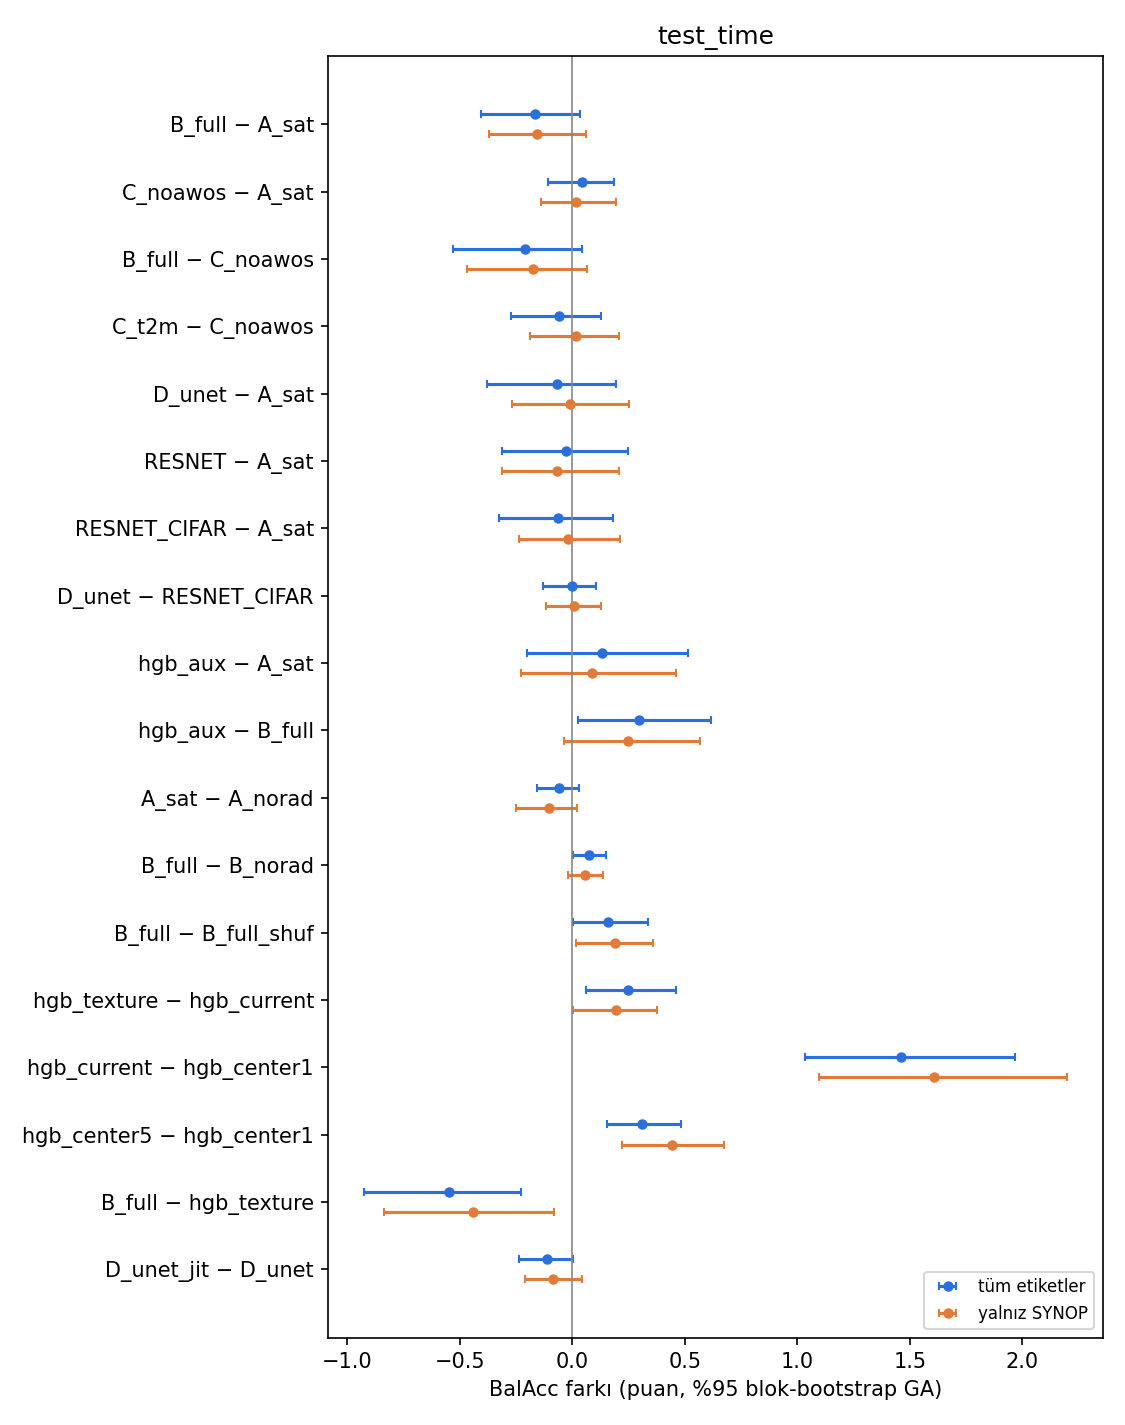 test_time
B_full − A_sat
C_noawos − A_sat
B_full − C_noawos
C_t2m − C_noawos
D_unet − A_sat
RESNET − A_sat
RESNET_CIFAR − A_sat
D_unet − RESNET_CIFAR
hgb_aux − A_sat
hgb_aux − B_full
A_sat − A_norad
B_full − B_norad
B_full − B_full_shuf
hgb_texture − hgb_current
hgb_current − hgb_center1
hgb_center5 − hgb_center1
B_full − hgb_texture
D_unet_jit − D_unet
tüm etiketler
yalnız SYNOP
−1.0 −0.5 0.0 0.5 1.0 1.5 2.0
BalAcc farkı (puan, %95 blok-bootstrap GA)